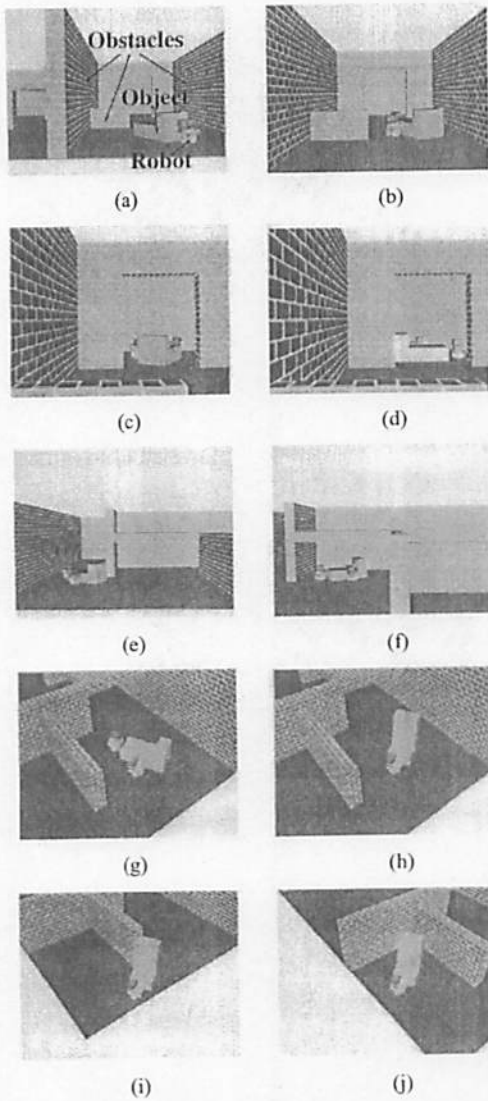 Obstacles
Object
Robot
(a)
(b)
(c)
(d)
(e)
(f)
(g)
(h)
(i)
(j)